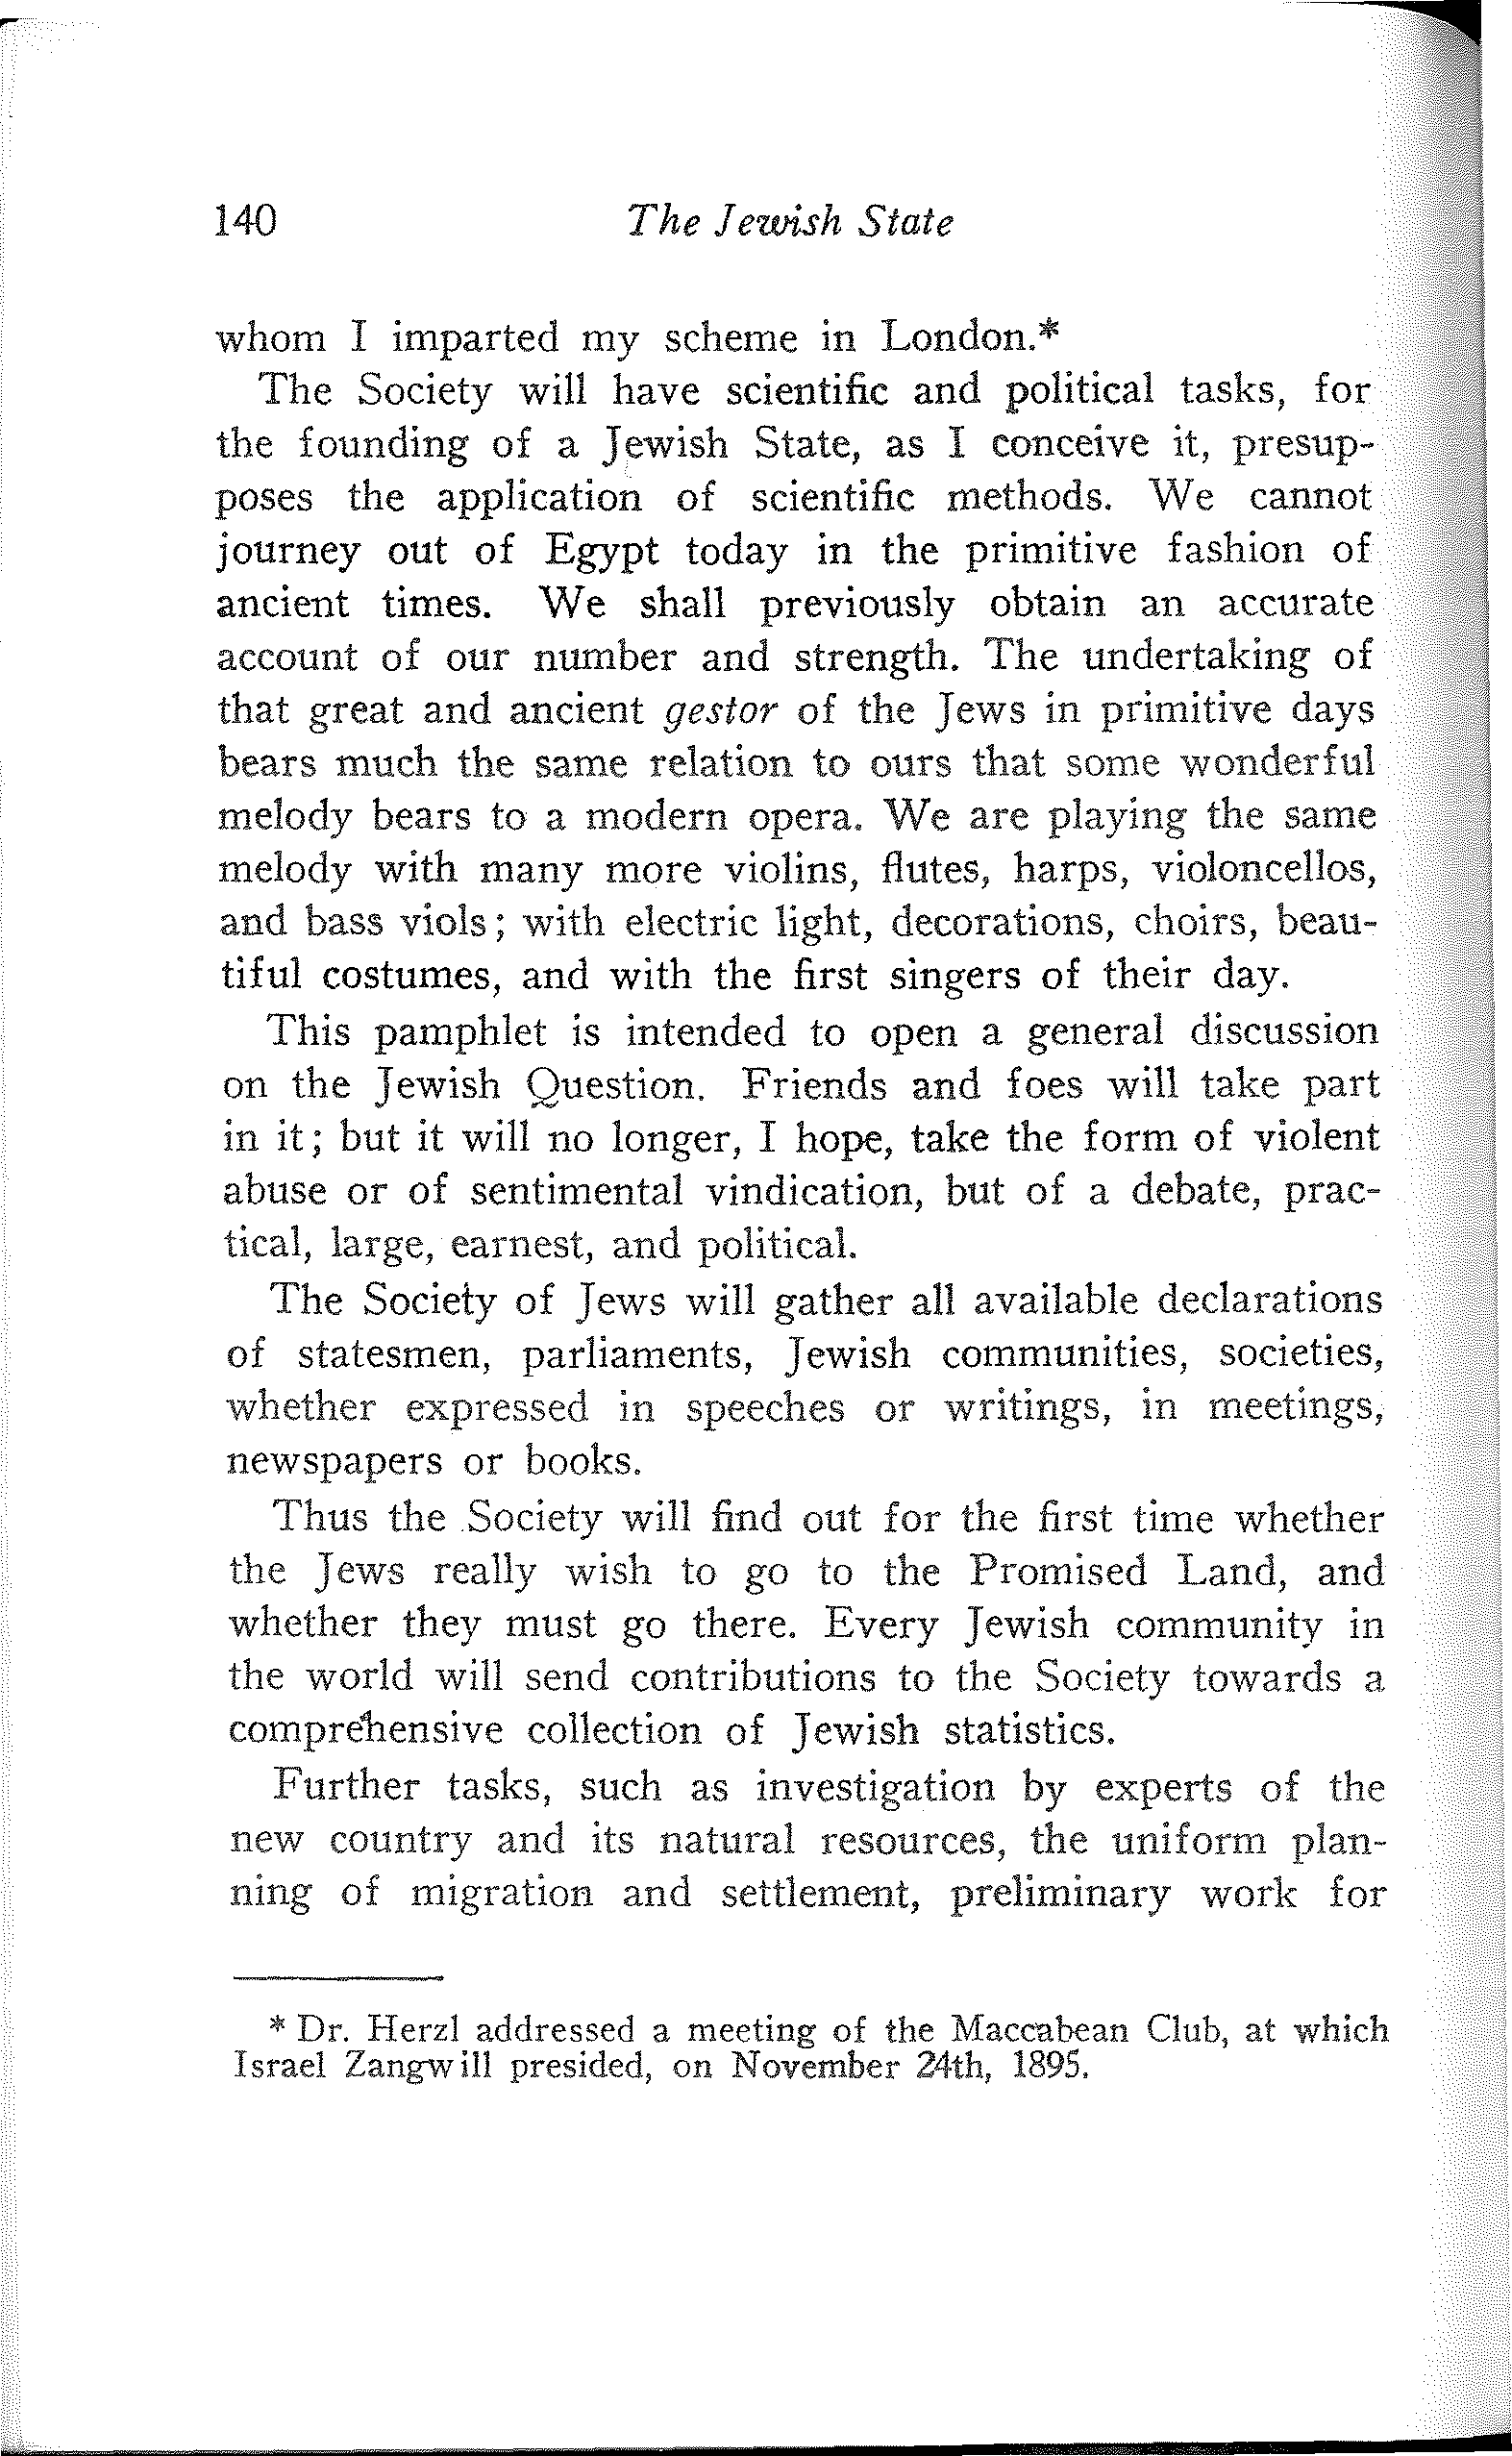 140 The Jewish State
whom I imparted my scheme in London.*
The Society will have scientific and political tasks, for
the founding of a Jewish State, as I conceive it, presup-
poses the application of scientific methods. We cannot
journey out of Egypt today in the primitive fashion of
ancient times. We shall previously obtain an accurate
account of our number and strength. The undertaking of
that great and ancient gestor of the Jews in primitive days
bears much the same relation to ours that some wonderful
melody bears to a modern opera. We are playing the same
melody with many more violins, flutes, harps, violoncellos,
and bass viols; with electric light, decorations, choirs, beau-
tiful costumes, and with the first singers of their day.
This pamphlet is intended to open a general discussion
on the Jewish Question. Friends and foes will take part
in it; but it will no longer, I hope, take the form of violent
abuse or of sentimental vindication, but of a debate, prac-
tical, large, earnest, and political.
The Society of Jews will gather all available declarations
of statesmen, parliaments, Jewish communities, societies,
whether expressed in speeches or writings, in meetings,
newspapers or books.
Thus the Society will find out for the first time whether
the Jews really wish to go to the Promised Land, and
whether they must go there. Every Jewish community in
the world will send contributions to the Society towards a
comprehensive collection of Jewish statistics.
Further tasks, such as investigation by experts of the
new country and its natural resources, the uniform plan-
ning of migration and settlement, preliminary work for
* Dr. Herzl addressed a meeting of the Maccabean Club, at which
Israel Zangwill presided, on November 24th, 1895.